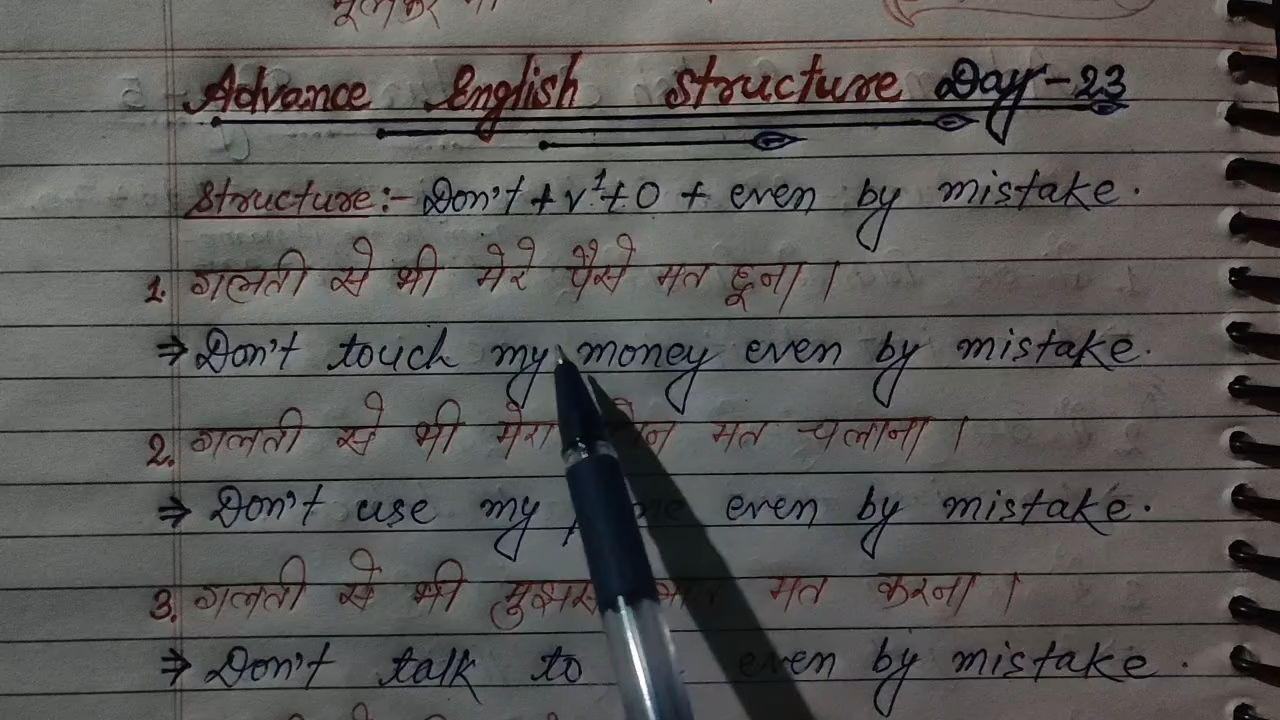 Advance English Structure Day-23
Structure:- Don't + V¹ + O + even by mistake.
1. गलती से भी मेरे पैसे मत छूना।
⇒ Don't touch my money even by mistake.
2. गलती से भी मेरा मत चलाना।
⇒ Don't use my even by mistake.
3. गलती से भी मत करना।
⇒ Don't talk to even by mistake.